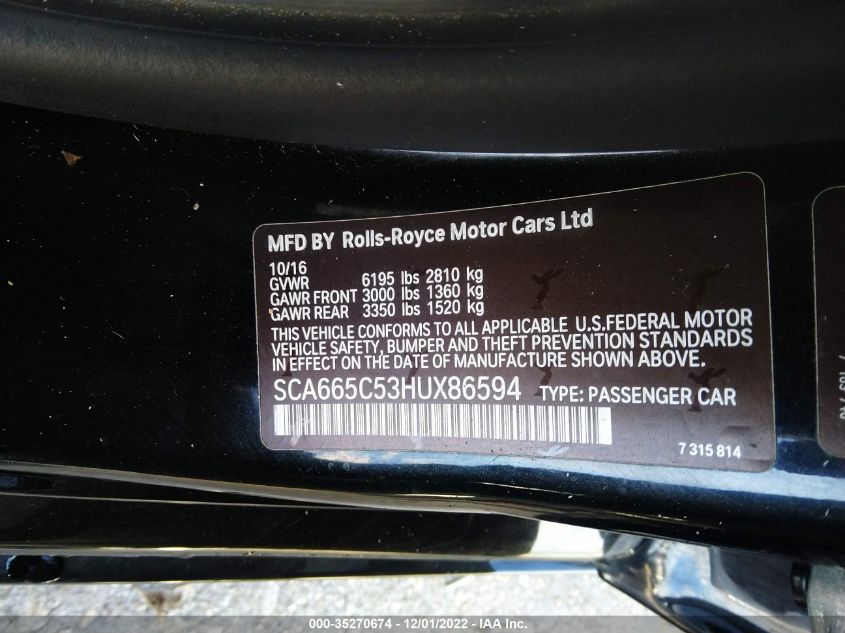 MFD BY Rolls-Royce Motor Cars Ltd
10/16
GVWR 6195 lbs 2810 kg
GAWR FRONT 3000 lbs 1360 kg
GAWR REAR 3350 lbs 1520 kg
THIS VEHICLE CONFORMS TO ALL APPLICABLE U.S.FEDERAL MOTOR
VEHICLE SAFETY, BUMPER AND THEFT PREVENTION STANDARDS
IN EFFECT ON THE DATE OF MANUFACTURE SHOWN ABOVE.
SCA665C53HUX86594 TYPE: PASSENGER CAR
7 315 814
000-35270674 - 12/01/2022 - IAA Inc.